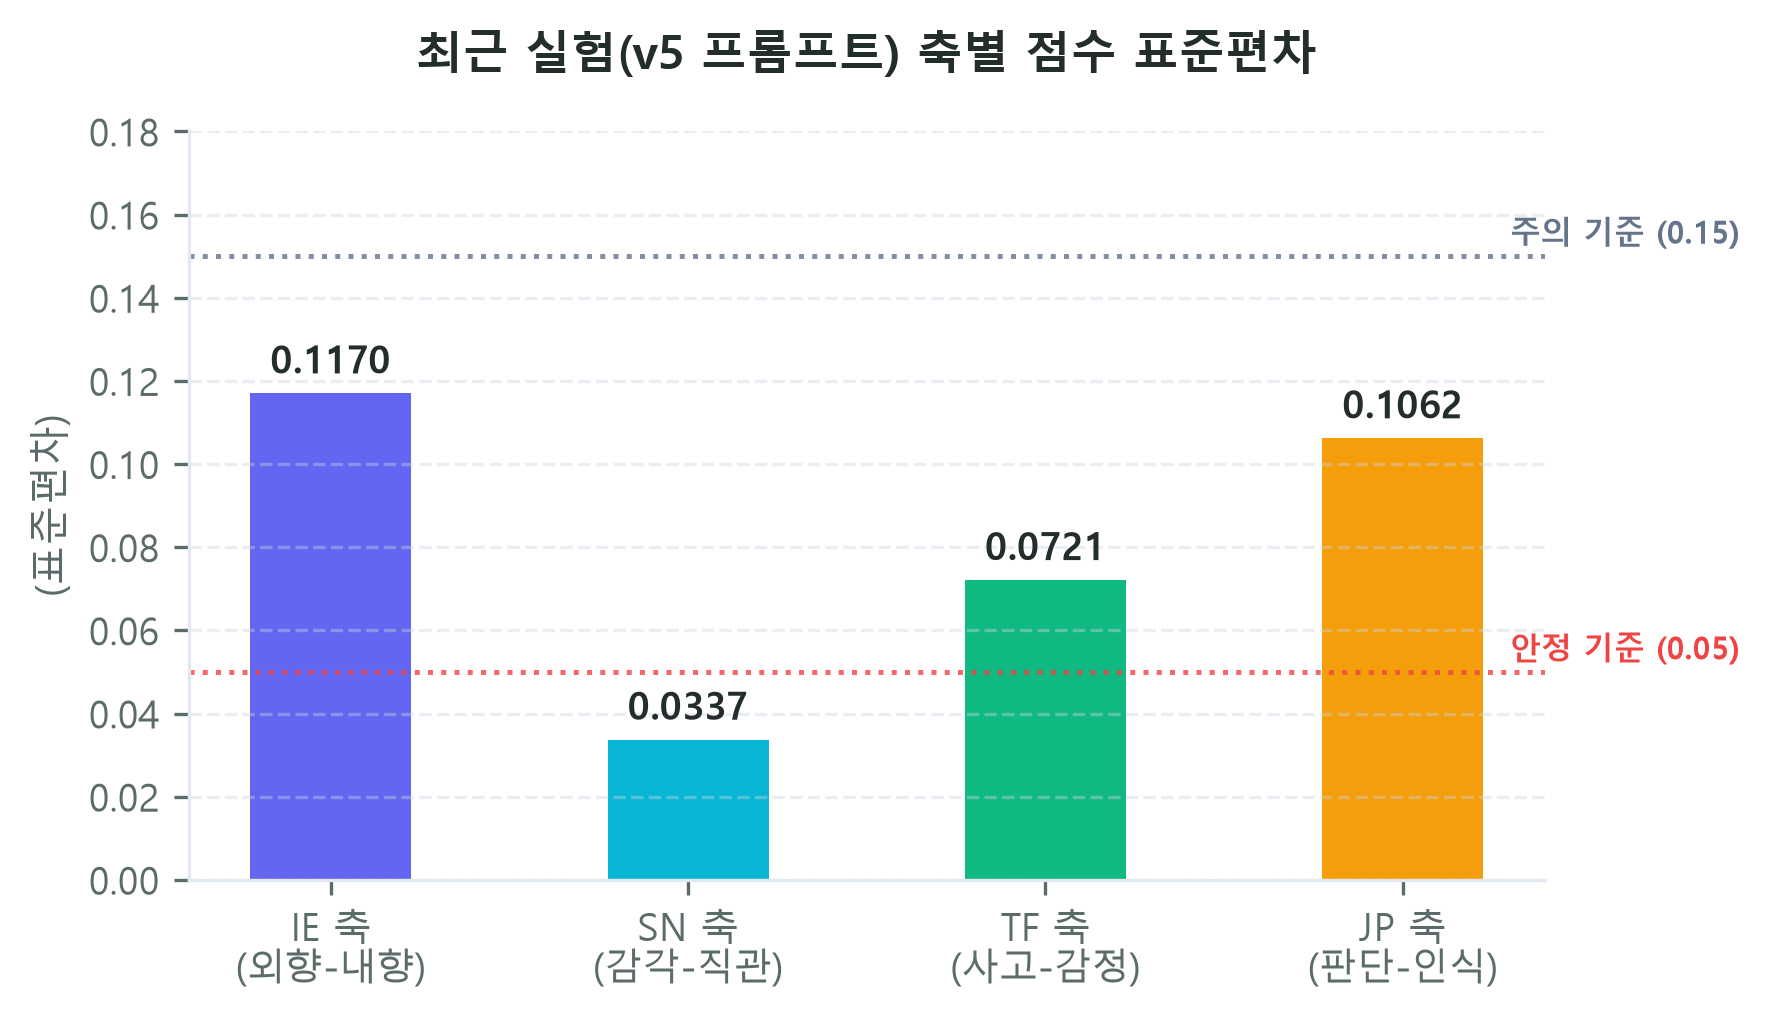 최근 실험(v5 프롬프트) 축별 점수 표준편차
(표준편차)
0.18
0.16
0.14
0.12
0.10
0.08
0.06
0.04
0.02
0.00
주의 기준 (0.15)
안정 기준 (0.05)
0.1170
0.0337
0.0721
0.1062
IE 축
(외향-내향)
SN 축
(감각-직관)
TF 축
(사고-감정)
JP 축
(판단-인식)